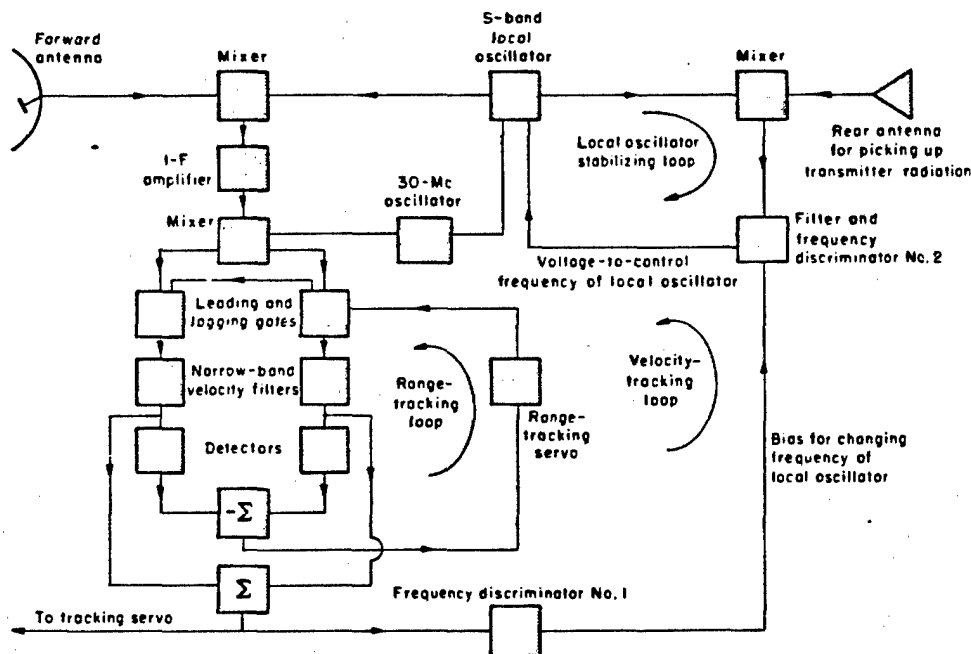 Forward
antenna
Mixer
S-band
local
oscillator
Mixer
Rear antenna
for picking up
transmitter radiation
Local oscillator
stabilizing loop
I-F
amplifier
30-Mc
oscillator
Mixer
Filter and
frequency
discriminator No. 2
Voltage-to-control
frequency of local oscillator
Leading and
lagging gates
Narrow-band
velocity filters
Range-
tracking
loop
Range-
tracking
servo
Velocity-
tracking
loop
Detectors
Bias for changing
frequency of
local oscillator
-Σ
Σ
Frequency discriminator No. 1
To tracking servo